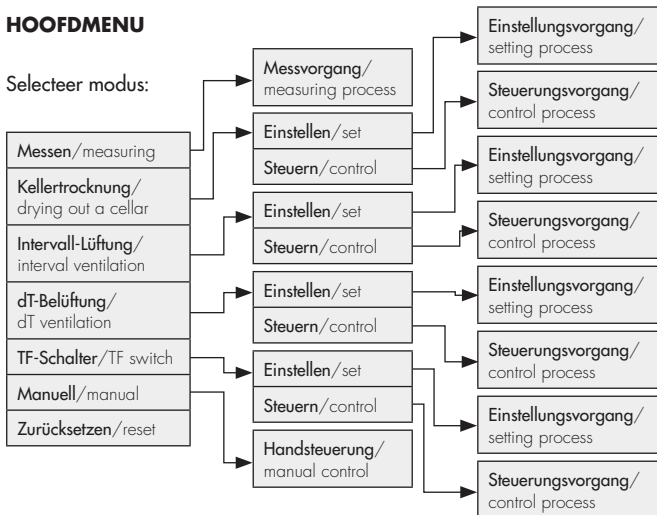 HOOFDMENU
Selecteer modus:
Messen/measuring
Kellertrocknung/
drying out a cellar
Intervall-Lüftung/
interval ventilation
dT-Belüftung/
dT ventilation
TF-Schalter/TF switch
Manuell/manual
Zurücksetzen/reset
Messvorgang/
measuring process
Einstellen/set
Steuern/control
Einstellen/set
Steuern/control
Einstellen/set
Steuern/control
Einstellen/set
Steuern/control
Handsteuerung/
manual control
Einstellungsvorgang/
setting process
Steuerungsvorgang/
control process
Einstellungsvorgang/
setting process
Steuerungsvorgang/
control process
Einstellungsvorgang/
setting process
Steuerungsvorgang/
control process
Einstellungsvorgang/
setting process
Steuerungsvorgang/
control process